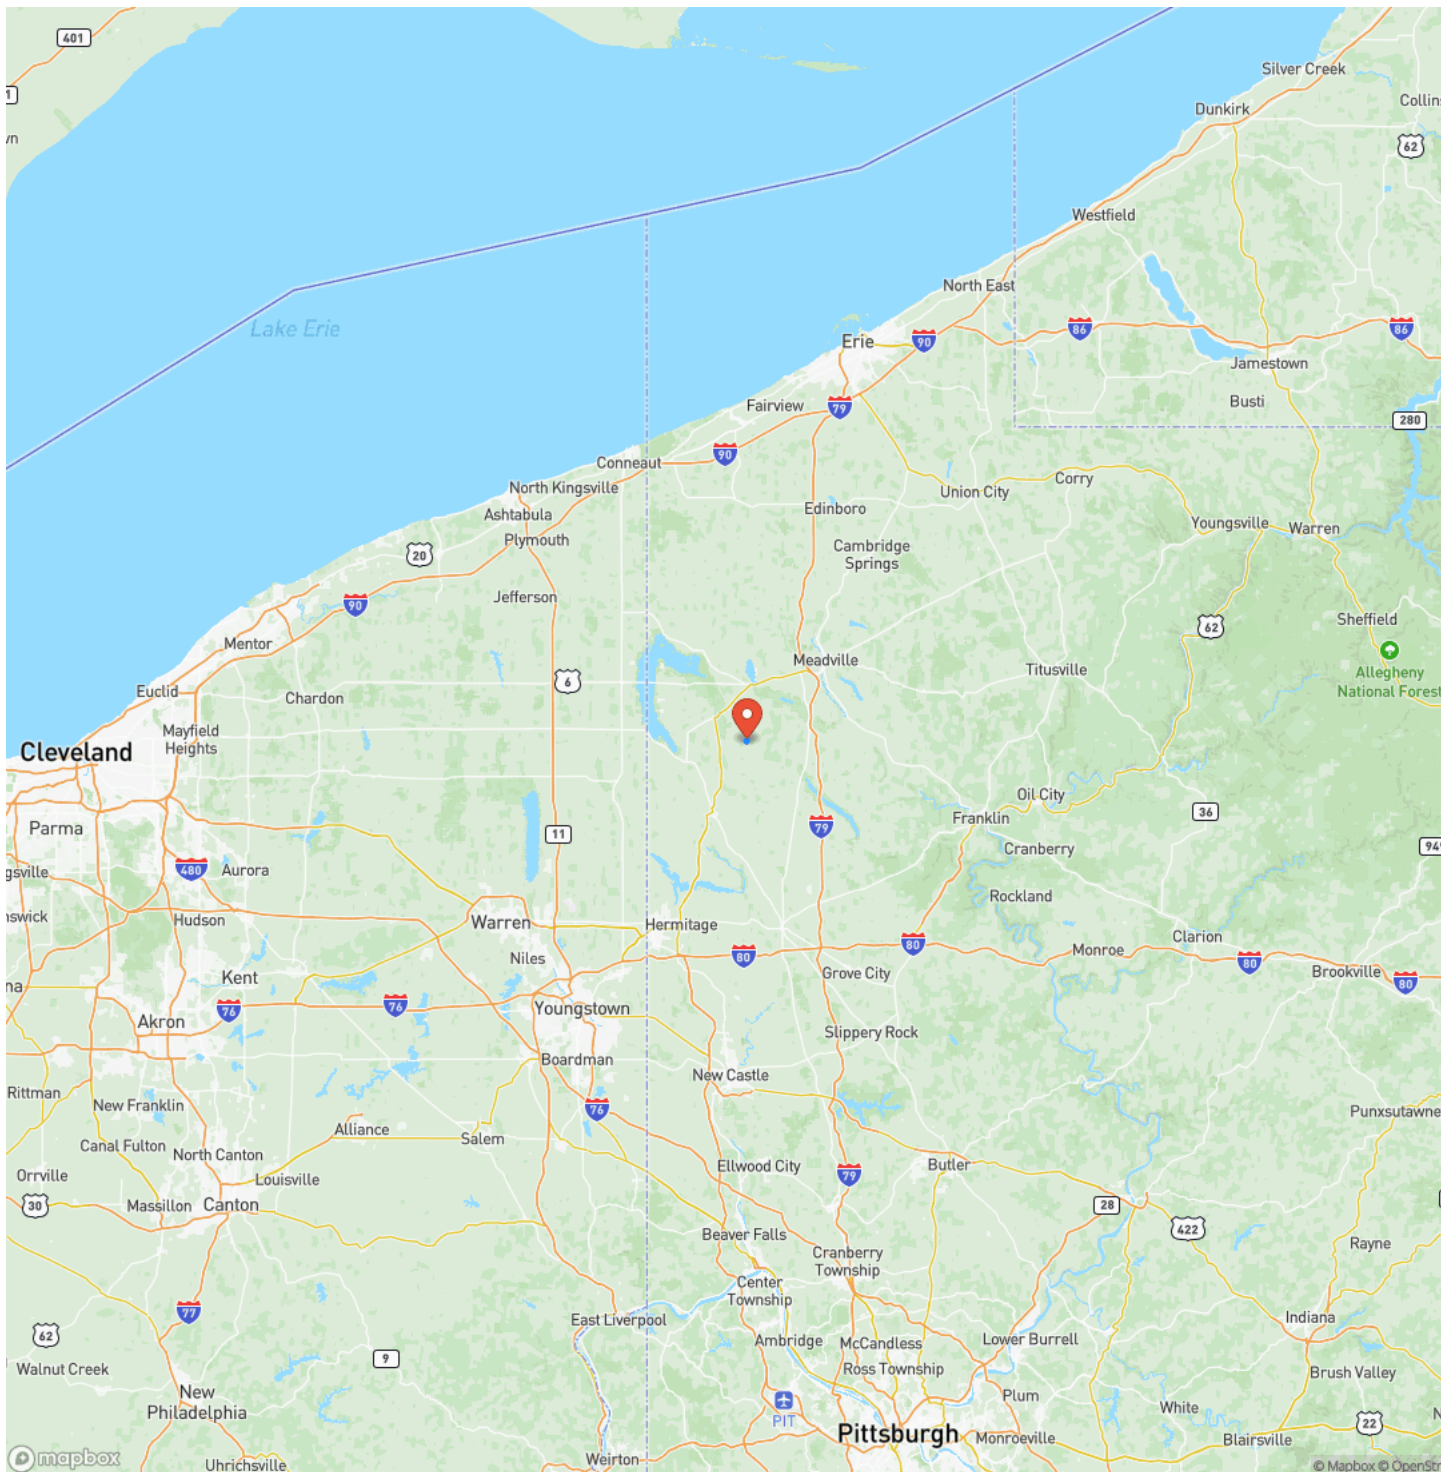 401
Silver Creek
Dunkirk
Collin
62
Westfield
North East
Lake Erie
Erie
90
86
86
Jamestown
Busti
Fairview
79
280
90
Conneaut
North Kingsville
Ashtabula
Plymouth
20
Edinboro
Union City
Corry
Youngsville
Warren
Cambridge
Springs
Jefferson
90
Mentor
62
Sheffield
Allegheny
National Forest
Meadville
Titusville
6
Euclid
Chardon
Mayfield
Heights
Cleveland
Oil City
36
Franklin
Parma
11
79
Cranberry
949
480
Aurora
gsville
Rockland
nswick
Hudson
Warren
Hermitage
Clarion
80
80
Monroe
80
Niles
Grove City
Brookville
80
Kent
na
76
76
Youngstown
Akron
Slippery Rock
Boardman
New Castle
Rittman
New Franklin
76
Punxsutawne
Alliance
Salem
Canal Fulton
North Canton
Ellwood City
79
Butler
Orrville
Louisville
30
Massillon
Canton
28
422
Beaver Falls
Rayne
Cranberry
Township
Center
Township
77
East Liverpool
Indiana
62
Ambridge
McCandless
Lower Burrell
9
Walnut Creek
Ross Township
Brush Valley
New
Philadelphia
Plum
White
PIT
Pittsburgh
Monroeville
22
Blairsville
mapbox
Uhrichsville
Weirton
© Mapbox © OpenStr